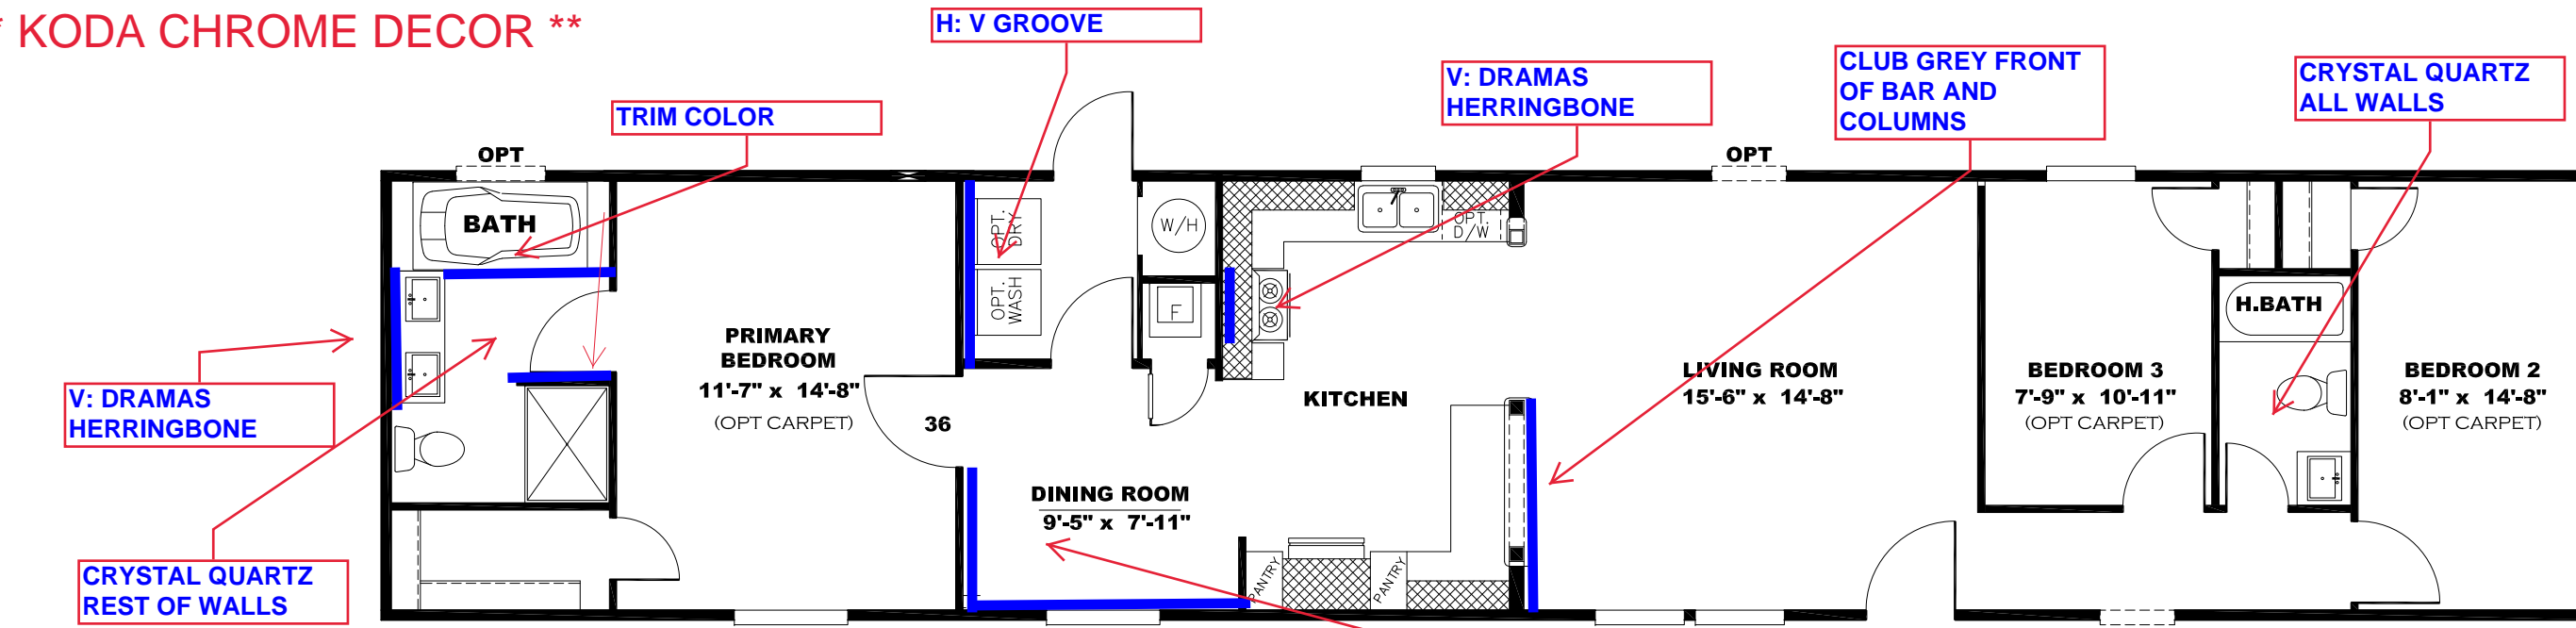 * KODA CHROME DECOR **
H: V GROOVE
V: DRAMAS
HERRINGBONE
CLUB GREY FRONT
OF BAR AND
COLUMNS
CRYSTAL QUARTZ
ALL WALLS
TRIM COLOR
OPT
OPT
BATH
OPT.
DRY
W/H
OPT.
D/W
OPT.
WASH
F
H.BATH
PRIMARY
BEDROOM
11'-7" x 14'-8"
(OPT CARPET)
36
KITCHEN
LIVING ROOM
15'-6" x 14'-8"
BEDROOM 3
7'-9" x 10'-11"
(OPT CARPET)
BEDROOM 2
8'-1" x 14'-8"
(OPT CARPET)
V: DRAMAS
HERRINGBONE
DINING ROOM
9'-5" x 7'-11"
PANTRY
PANTRY
CRYSTAL QUARTZ
REST OF WALLS